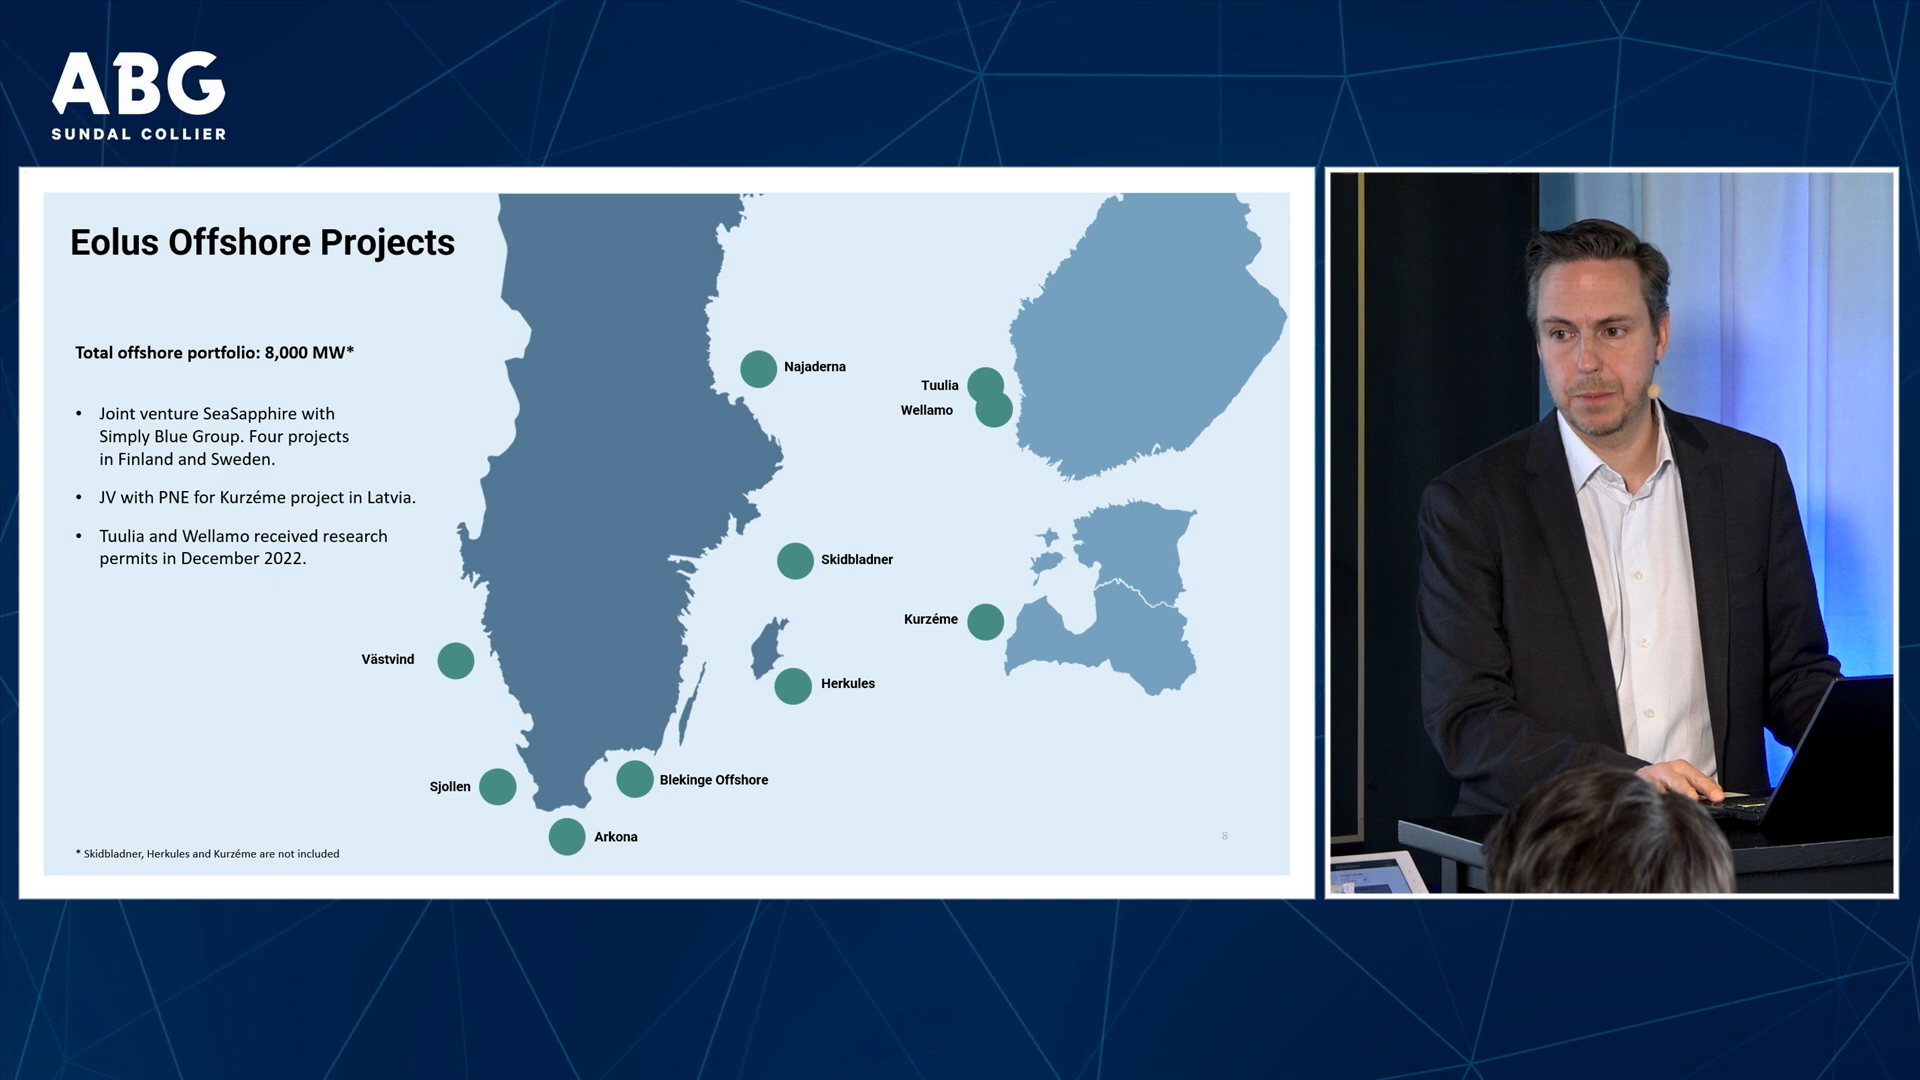 ABG
SUNDAL COLLIER
Eolus Offshore Projects
Total offshore portfolio: 8,000 MW*
• Joint venture SeaSapphire with
Simply Blue Group. Four projects
in Finland and Sweden.
• JV with PNE for Kurzéme project in Latvia.
• Tuulia and Wellamo received research
permits in December 2022.
Najaderna
Tuulia
Wellamo
Skidbladner
Kurzéme
Västvind
Herkules
Sjollen
Blekinge Offshore
Arkona
* Skidbladner, Herkules and Kurzéme are not included
8